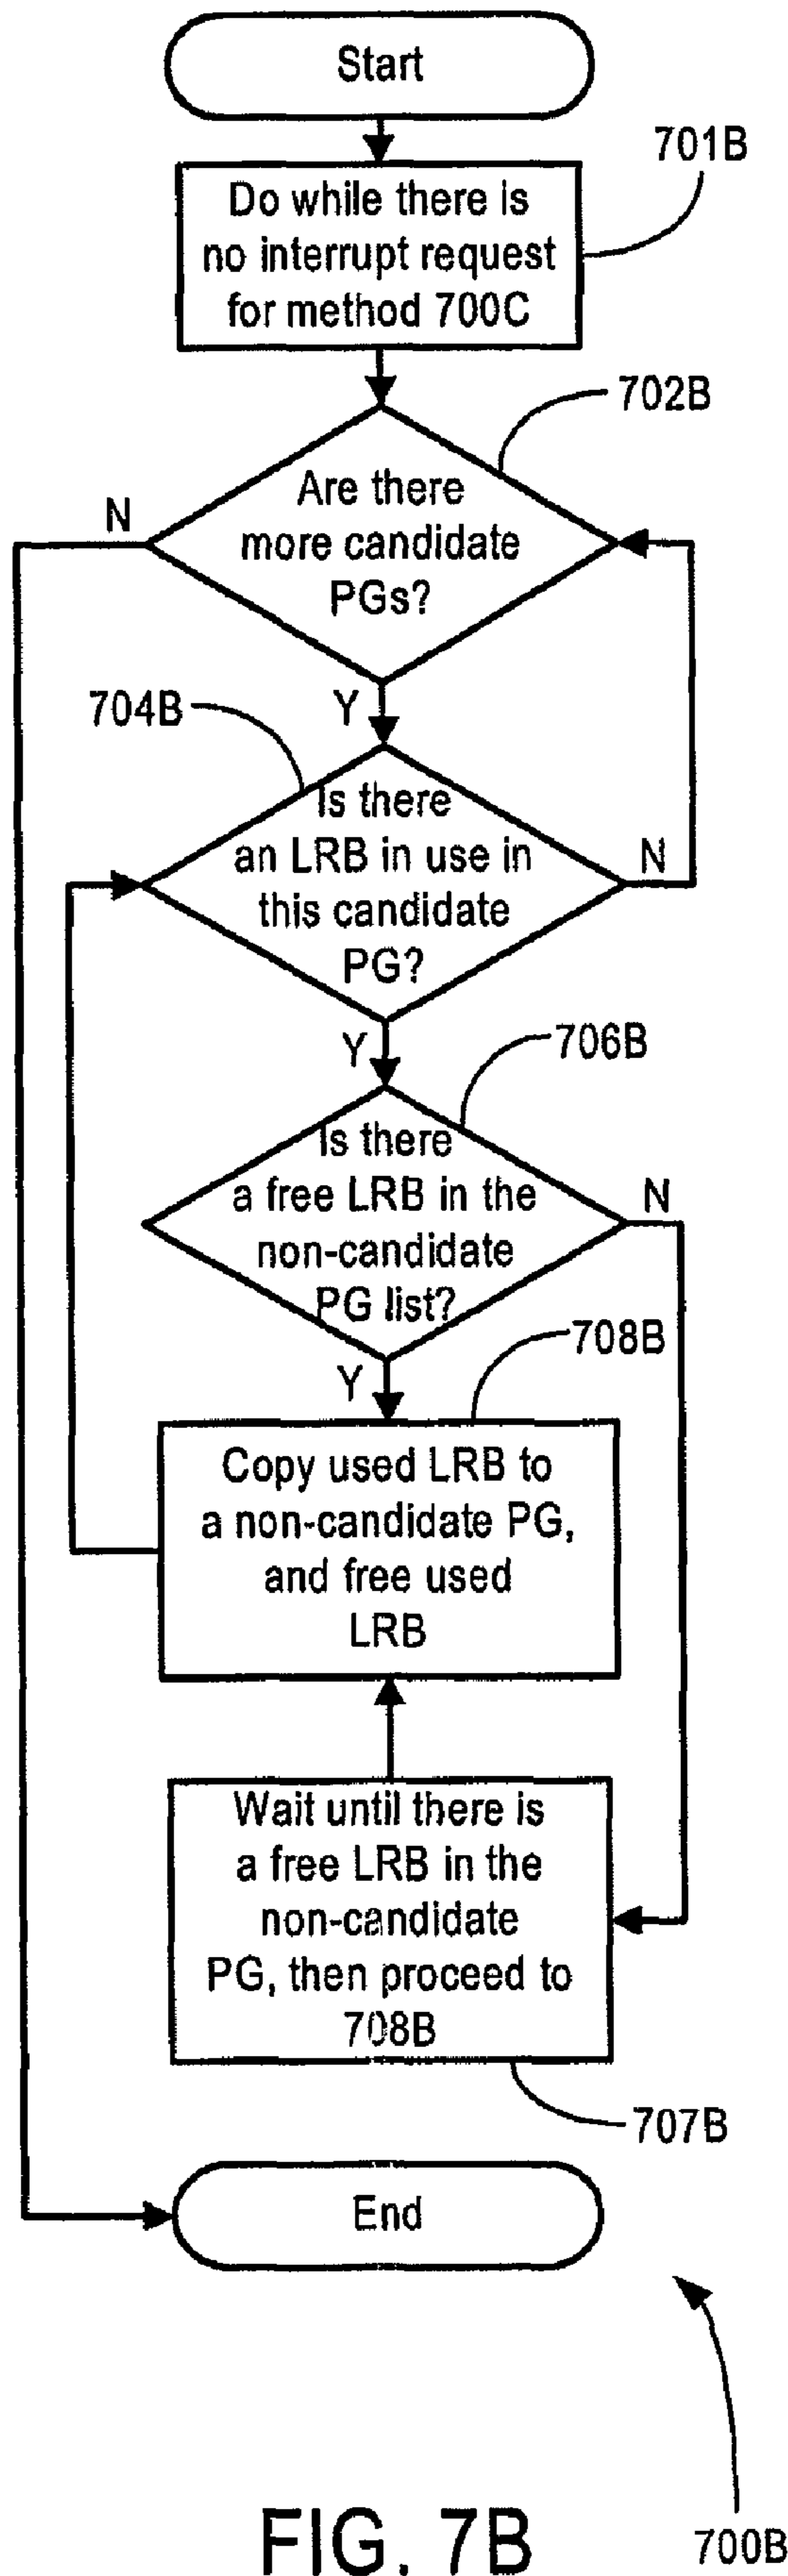 Start
701B
Do while there is
no interrupt request
for method 700C
702B
Are there
more candidate
PGs?
N
Y
704B
Is there
an LRB in use in
this candidate
PG?
N
Y
706B
Is there
a free LRB in the
non-candidate
PG list?
N
Y
708B
Copy used LRB to
a non-candidate PG,
and free used
LRB
Wait until there is
a free LRB in the
non-candidate
PG, then proceed to
708B
707B
End
700B
FIG. 7B